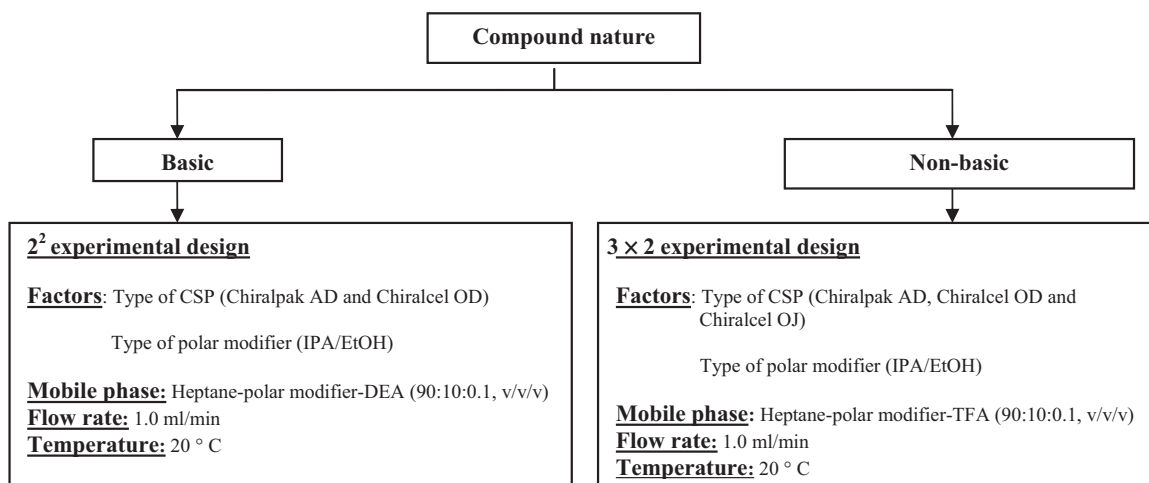 Compound nature
Basic
Non-basic
2² experimental design
Factors: Type of CSP (Chiralpak AD and Chiralcel OD)
Type of polar modifier (IPA/EtOH)
Mobile phase: Heptane-polar modifier-DEA (90:10:0.1, v/v/v)
Flow rate: 1.0 ml/min
Temperature: 20 ° C
3 × 2 experimental design
Factors: Type of CSP (Chiralpak AD, Chiralcel OD and
Chiralcel OJ)
Type of polar modifier (IPA/EtOH)
Mobile phase: Heptane-polar modifier-TFA (90:10:0.1, v/v/v)
Flow rate: 1.0 ml/min
Temperature: 20 ° C